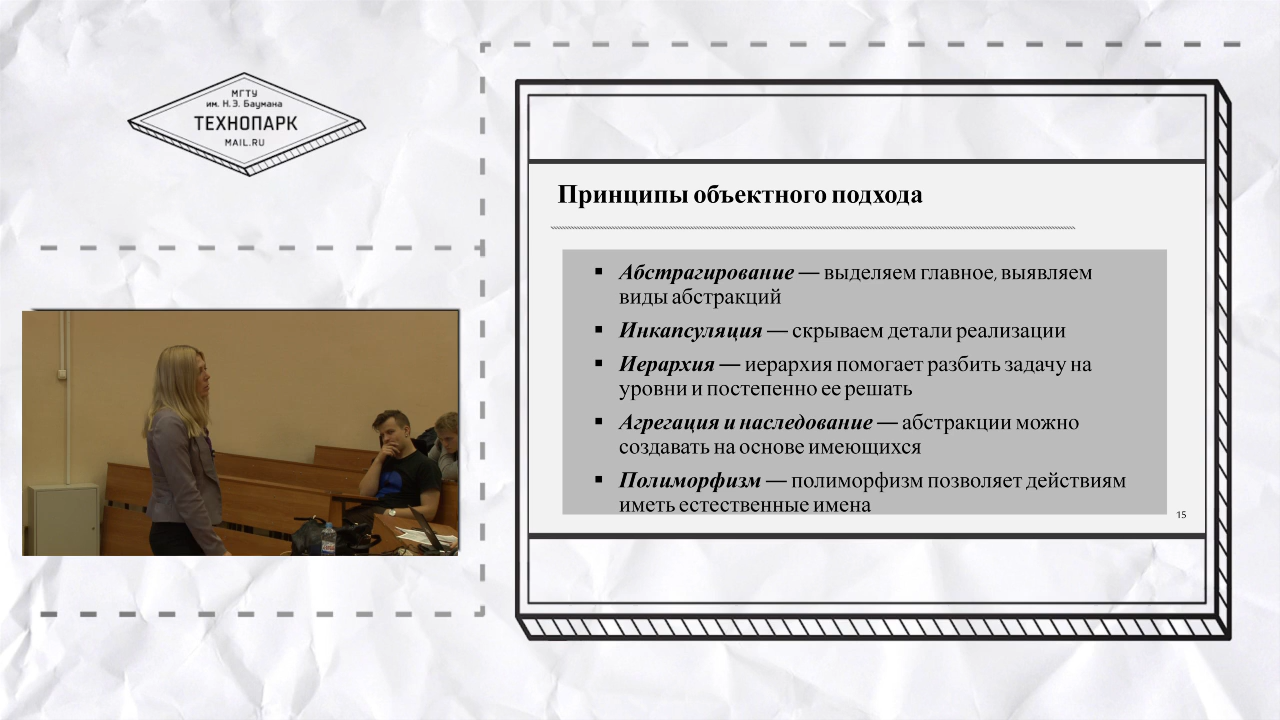 МГТУ
им. Н.Э. Баумана
ТЕХНОПАРК
MAIL.RU
Принципы объектного подхода
▪ Абстрагирование — выделяем главное, выявляем
виды абстракций
▪ Инкапсуляция — скрываем детали реализации
▪ Иерархия — иерархия помогает разбить задачу на
уровни и постепенно ее решать
▪ Агрегация и наследование — абстракции можно
создавать на основе имеющихся
▪ Полиморфизм — полиморфизм позволяет действиям
иметь естественные имена
15